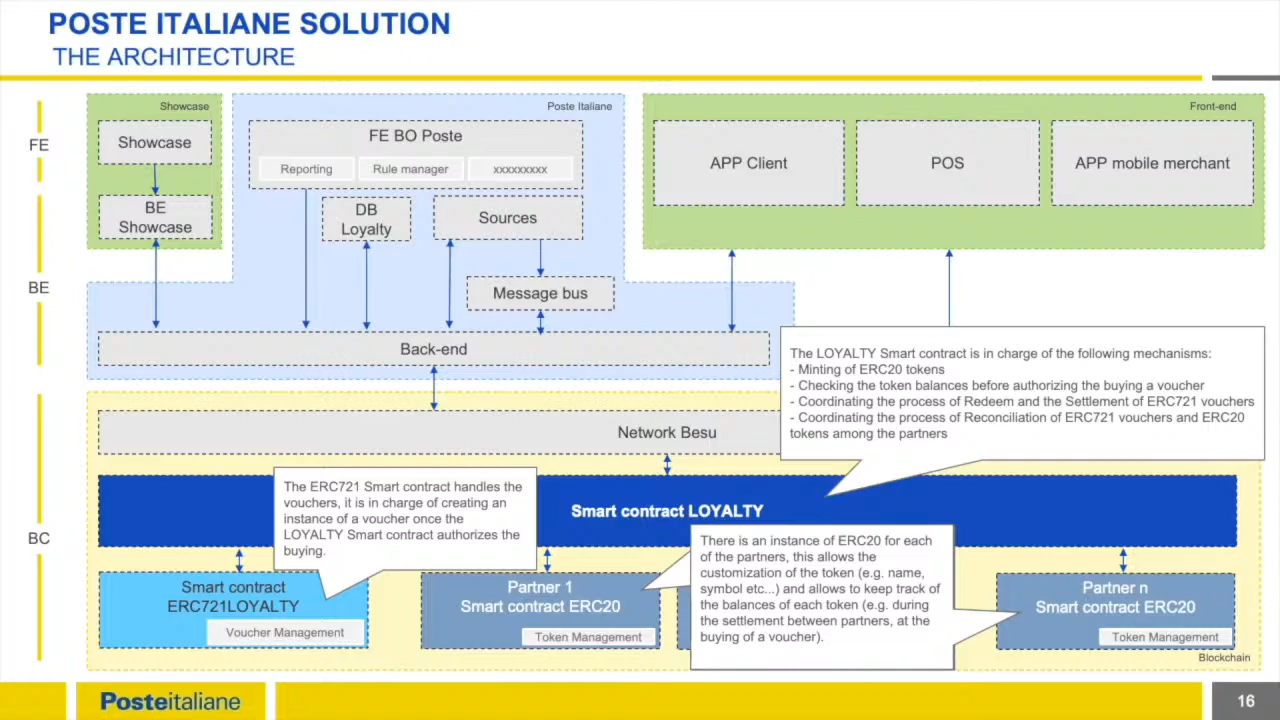 POSTE ITALIANE SOLUTION
THE ARCHITECTURE
FE
BE
BC
Showcase
Showcase
BE
Showcase
Poste Italiane
FE BO Poste
Reporting
Rule manager
xxxxxxxxx
DB
Loyalty
Sources
Message bus
Back-end
Front-end
APP Client
POS
APP mobile merchant
The LOYALTY Smart contract is in charge of the following mechanisms:
- Minting of ERC20 tokens
- Checking the token balances before authorizing the buying a voucher
- Coordinating the process of Redeem and the Settlement of ERC721 vouchers
- Coordinating the process of Reconciliation of ERC721 vouchers and ERC20
tokens among the partners
Network Besu
Smart contract LOYALTY
The ERC721 Smart contract handles the
vouchers, it is in charge of creating an
instance of a voucher once the
LOYALTY Smart contract authorizes the
buying.
Smart contract
ERC721LOYALTY
Voucher Management
Partner 1
Smart contract ERC20
Token Management
There is an instance of ERC20 for each
of the partners, this allows the
customization of the token (e.g. name,
symbol etc...) and allows to keep track of
the balances of each token (e.g. during
the settlement between partners, at the
buying of a voucher).
Partner n
Smart contract ERC20
Token Management
Blockchain
Posteitaliane
16